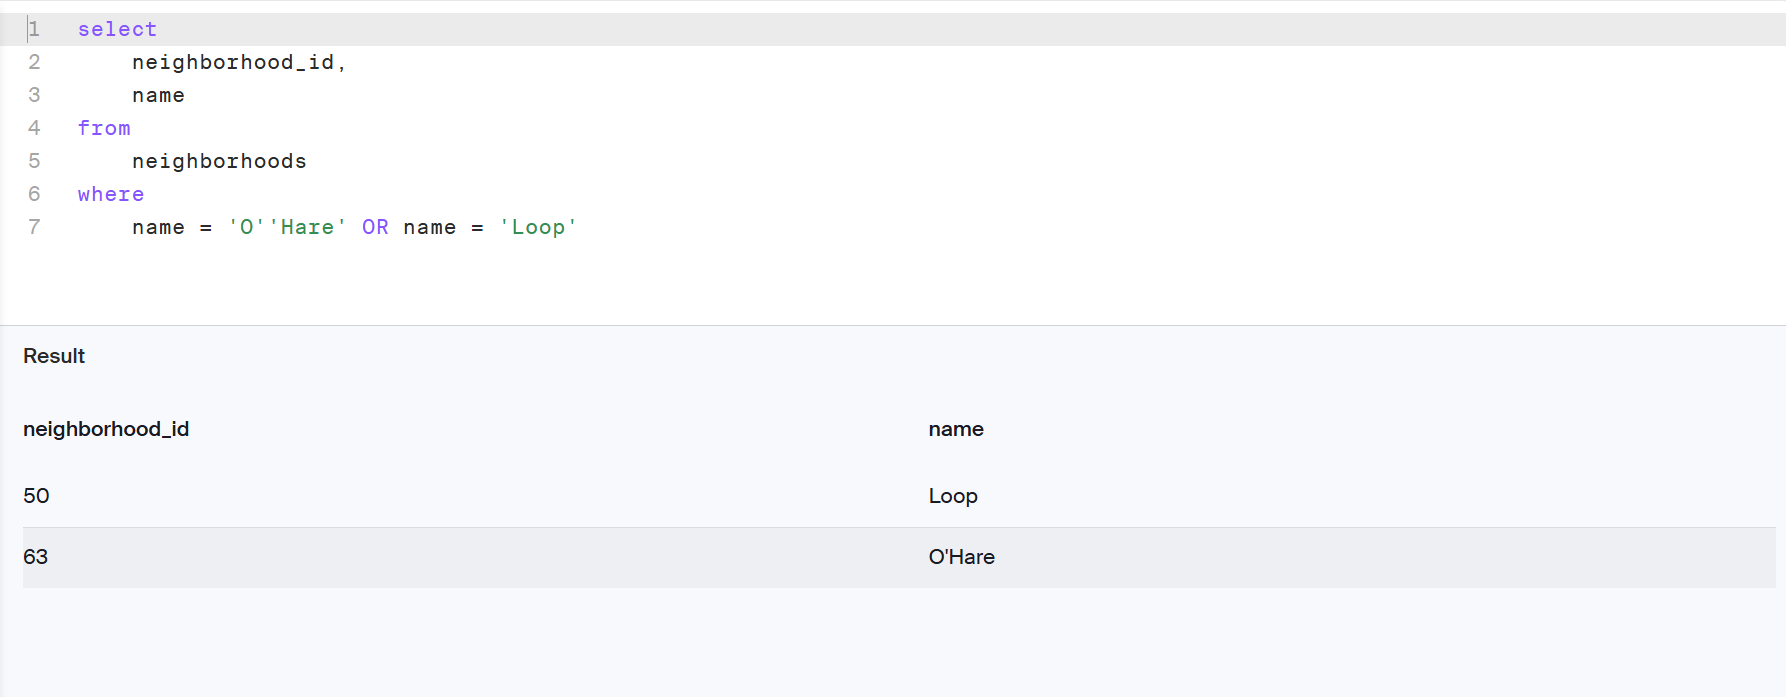 1 select
2     neighborhood_id,
3     name
4 from
5     neighborhoods
6 where
7     name = 'O''Hare' OR name = 'Loop'
Result
neighborhood_id name
50 Loop
63 O'Hare